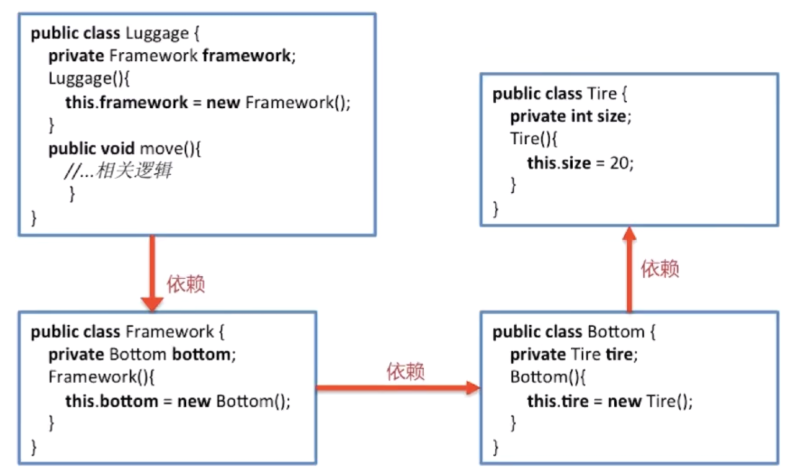 public class Luggage {
private Framework framework;
Luggage(){
this.framework = new Framework();
}
public void move(){
//...相关逻辑
}
}
依赖
public class Framework {
private Bottom bottom;
Framework(){
this.bottom = new Bottom();
}
}
依赖
public class Bottom {
private Tire tire;
Bottom(){
this.tire = new Tire();
}
}
依赖
public class Tire {
private int size;
Tire(){
this.size = 20;
}
}